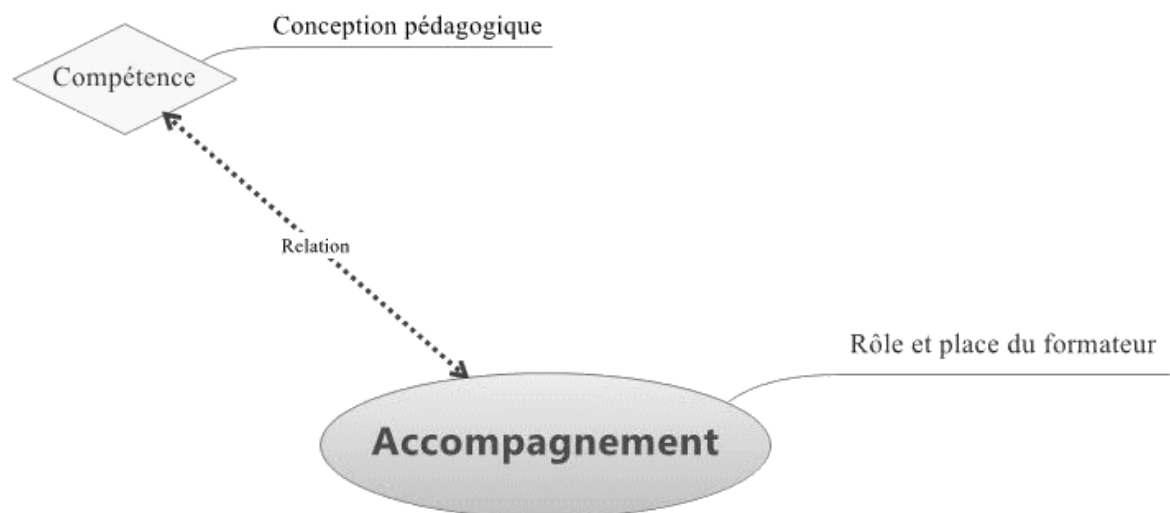 Conception pédagogique
Compétence
Relation
Rôle et place du formateur
Accompagnement